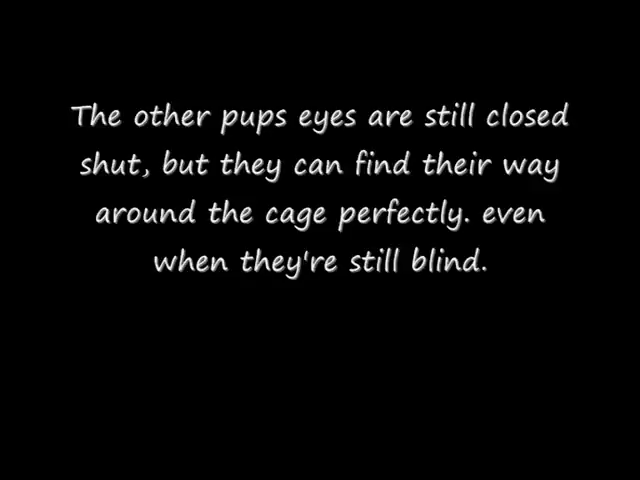 The other pups eyes are still closed
shut, but they can find their way
around the cage perfectly. even
when they're still blind.